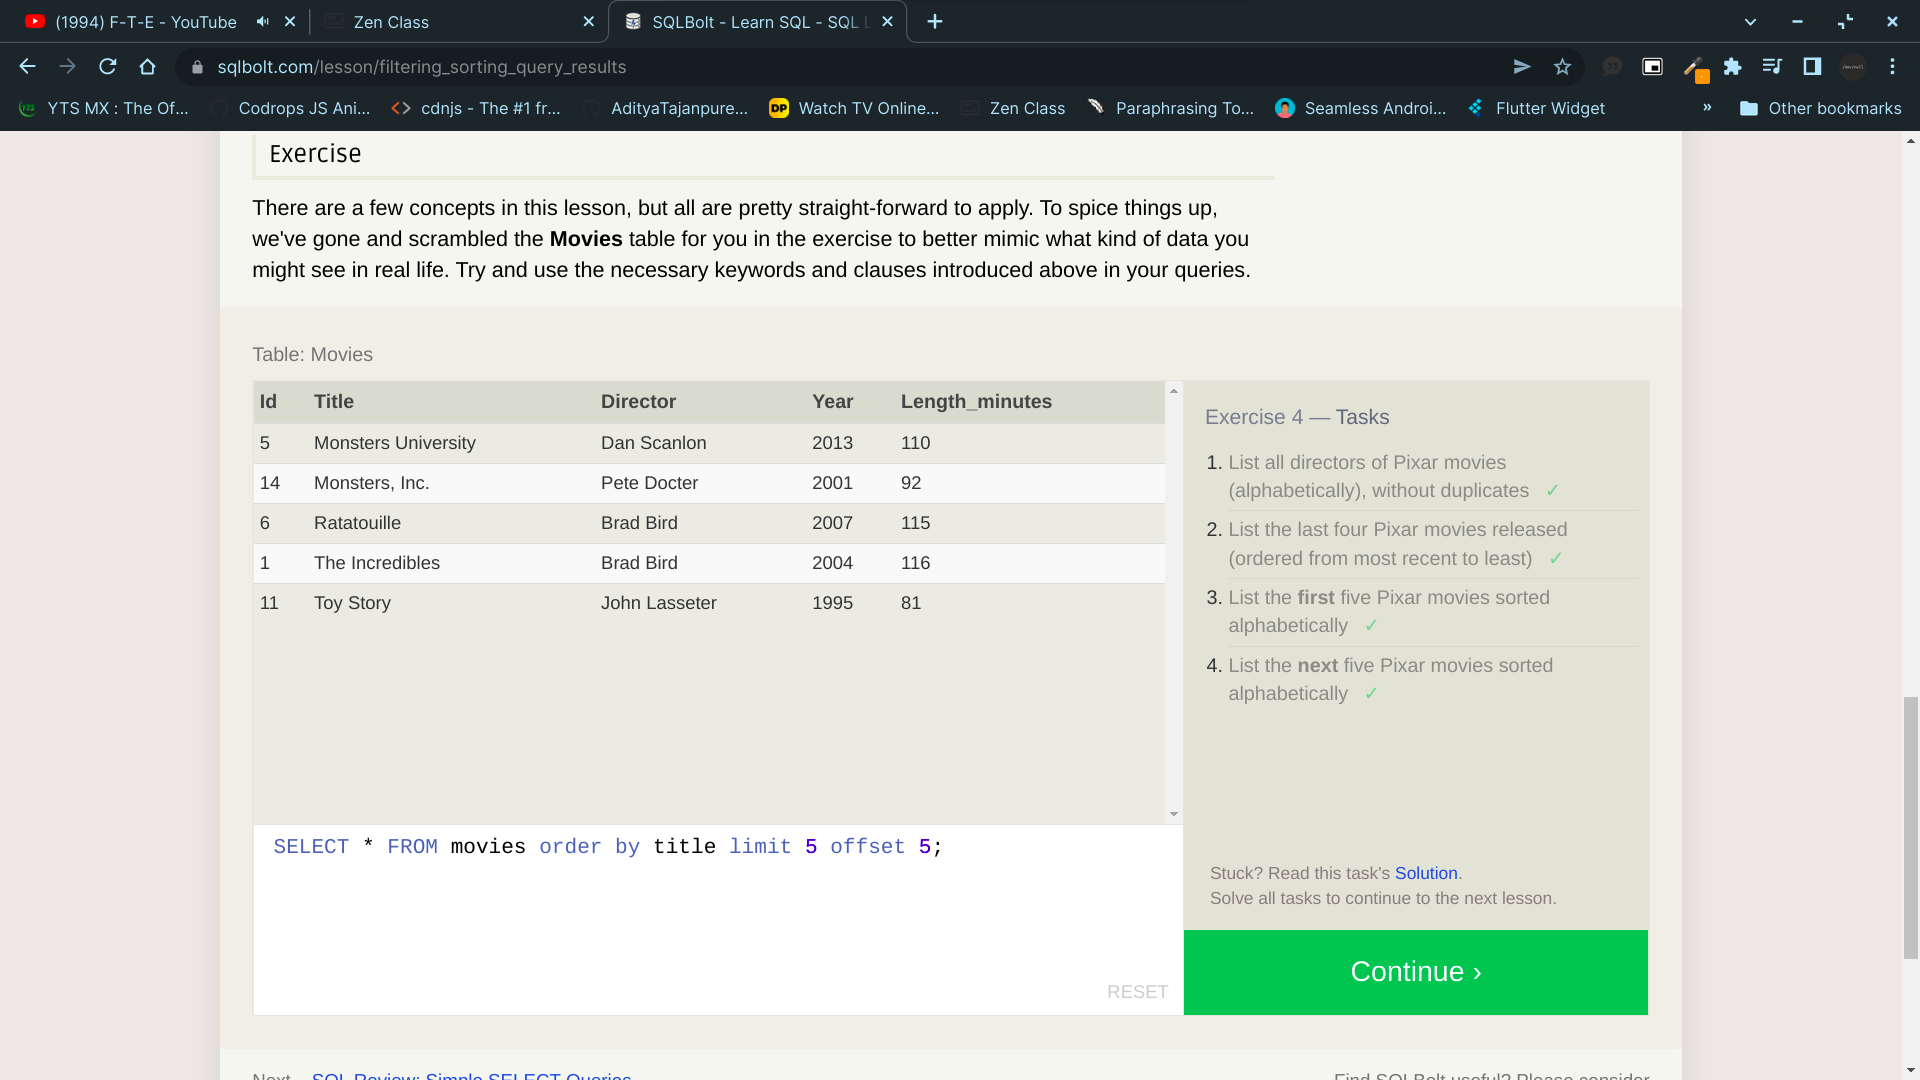 (1994) F-T-E - YouTube
Zen Class
SQLBolt - Learn SQL - SQL
sqlbolt.com/lesson/filtering_sorting_query_results
YTS MX : The Of...
Codrops JS Ani...
cdnjs - The #1 fr...
AdityaTajanpure...
DP Watch TV Online...
Zen Class
Paraphrasing To...
Seamless Androi...
Flutter Widget
»
Other bookmarks
Exercise
There are a few concepts in this lesson, but all are pretty straight-forward to apply. To spice things up,
we've gone and scrambled the Movies table for you in the exercise to better mimic what kind of data you
might see in real life. Try and use the necessary keywords and clauses introduced above in your queries.
Table: Movies
Id Title Director Year Length_minutes
5 Monsters University Dan Scanlon 2013 110
14 Monsters, Inc. Pete Docter 2001 92
6 Ratatouille Brad Bird 2007 115
1 The Incredibles Brad Bird 2004 116
11 Toy Story John Lasseter 1995 81
SELECT * FROM movies order by title limit 5 offset 5;
RESET
Exercise 4 — Tasks
1. List all directors of Pixar movies
(alphabetically), without duplicates ✓
2. List the last four Pixar movies released
(ordered from most recent to least) ✓
3. List the first five Pixar movies sorted
alphabetically ✓
4. List the next five Pixar movies sorted
alphabetically ✓
Stuck? Read this task's Solution.
Solve all tasks to continue to the next lesson.
Continue ›
Next – SQL Review: Simple SELECT Queries
Find SQLBolt useful? Please consider